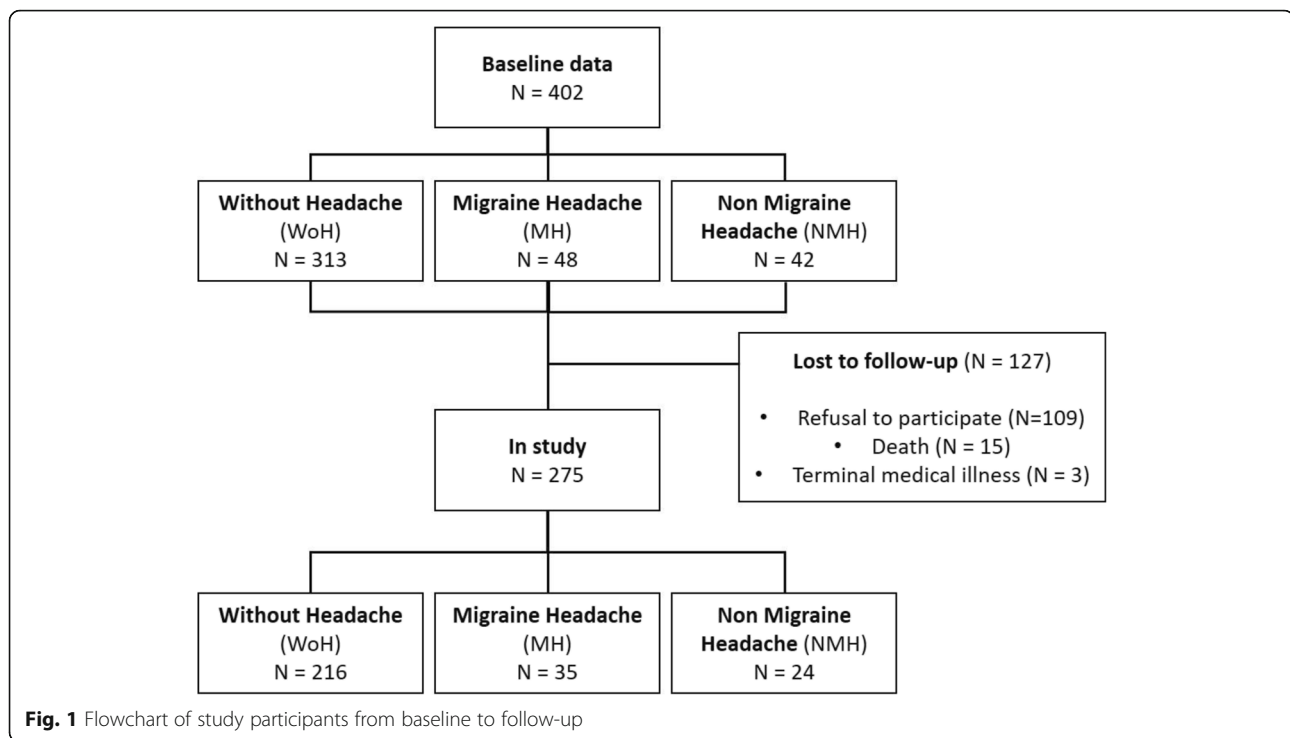 Baseline data
N = 402
Without Headache
(WoH)
N = 313
Migraine Headache
(MH)
N = 48
Non Migraine
Headache (NMH)
N = 42
Lost to follow-up (N = 127)
• Refusal to participate (N=109)
• Death (N = 15)
• Terminal medical illness (N = 3)
In study
N = 275
Without Headache
(WoH)
N = 216
Migraine Headache
(MH)
N = 35
Non Migraine
Headache (NMH)
N = 24
Fig. 1 Flowchart of study participants from baseline to follow-up